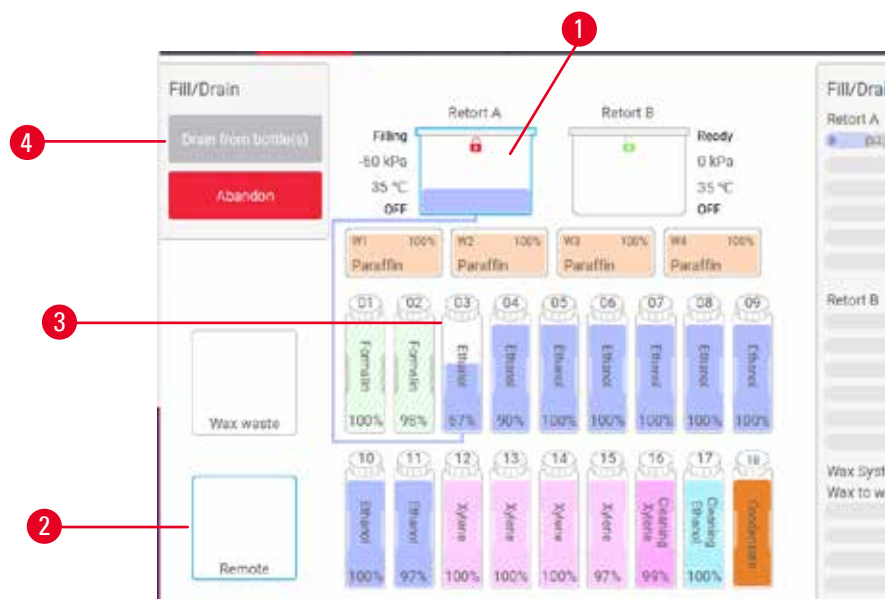 1
Fill/Drain
Fill/Drai
Retort A
Retort B
Retort A
4
Drain from bottle(s)
Filling
Ready
-60 kPa
0 kPa
35 °C
35 °C
Abandon
OFF
OFF
W1 100%
W2 100%
W3 100%
W4 100%
Paraffin
Paraffin
Paraffin
Paraffin
01 02 03 04 05 06 07 08 09
Retort B
3
Formalin Formalin Ethanol Ethanol Ethanol Ethanol Ethanol Ethanol Ethanol
Wax waste
100% 98% 67% 90% 100% 100% 100% 100% 100%
10 11 12 13 14 15 16 17 18
Wax Syst
Wax to w
2
Ethanol Ethanol Xylene Xylene Xylene Xylene Cleaning Xylene Cleaning Ethanol Condensate
Remote
100% 97% 100% 100% 100% 97% 99% 100%